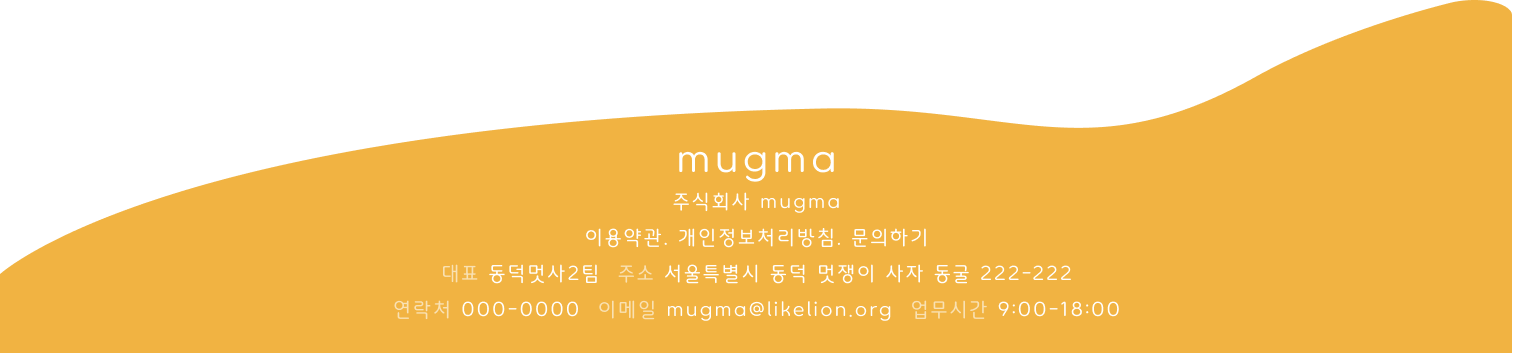 mugma
주식회사 mugma
이용약관. 개인정보처리방침. 문의하기
대표 동덕멋사2팀 주소 서울특별시 동덕 멋쟁이 사자 동굴 222-222
연락처 000-0000 이메일 mugma@likelion.org 업무시간 9:00-18:00